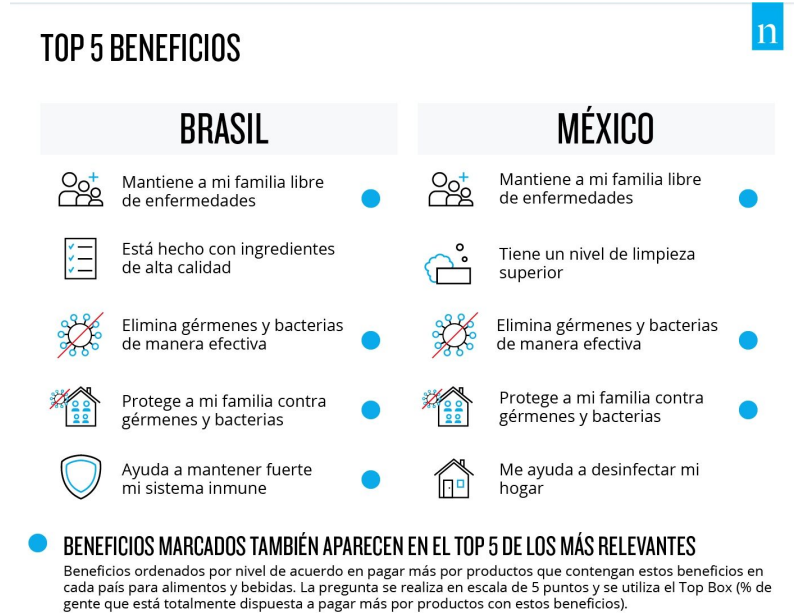 n
TOP 5 BENEFICIOS
BRASIL
Mantiene a mi familia libre
de enfermedades
Está hecho con ingredientes
de alta calidad
Elimina gérmenes y bacterias
de manera efectiva
Protege a mi familia contra
gérmenes y bacterias
Ayuda a mantener fuerte
mi sistema inmune
MÉXICO
Mantiene a mi familia libre
de enfermedades
Tiene un nivel de limpieza
superior
Elimina gérmenes y bacterias
de manera efectiva
Protege a mi familia contra
gérmenes y bacterias
Me ayuda a desinfectar mi
hogar
BENEFICIOS MARCADOS TAMBIÉN APARECEN EN EL TOP 5 DE LOS MÁS RELEVANTES
Beneficios ordenados por nivel de acuerdo en pagar más por productos que contengan estos beneficios en
cada país para alimentos y bebidas. La pregunta se realiza en escala de 5 puntos y se utiliza el Top Box (% de
gente que está totalmente dispuesta a pagar más por productos con estos beneficios).